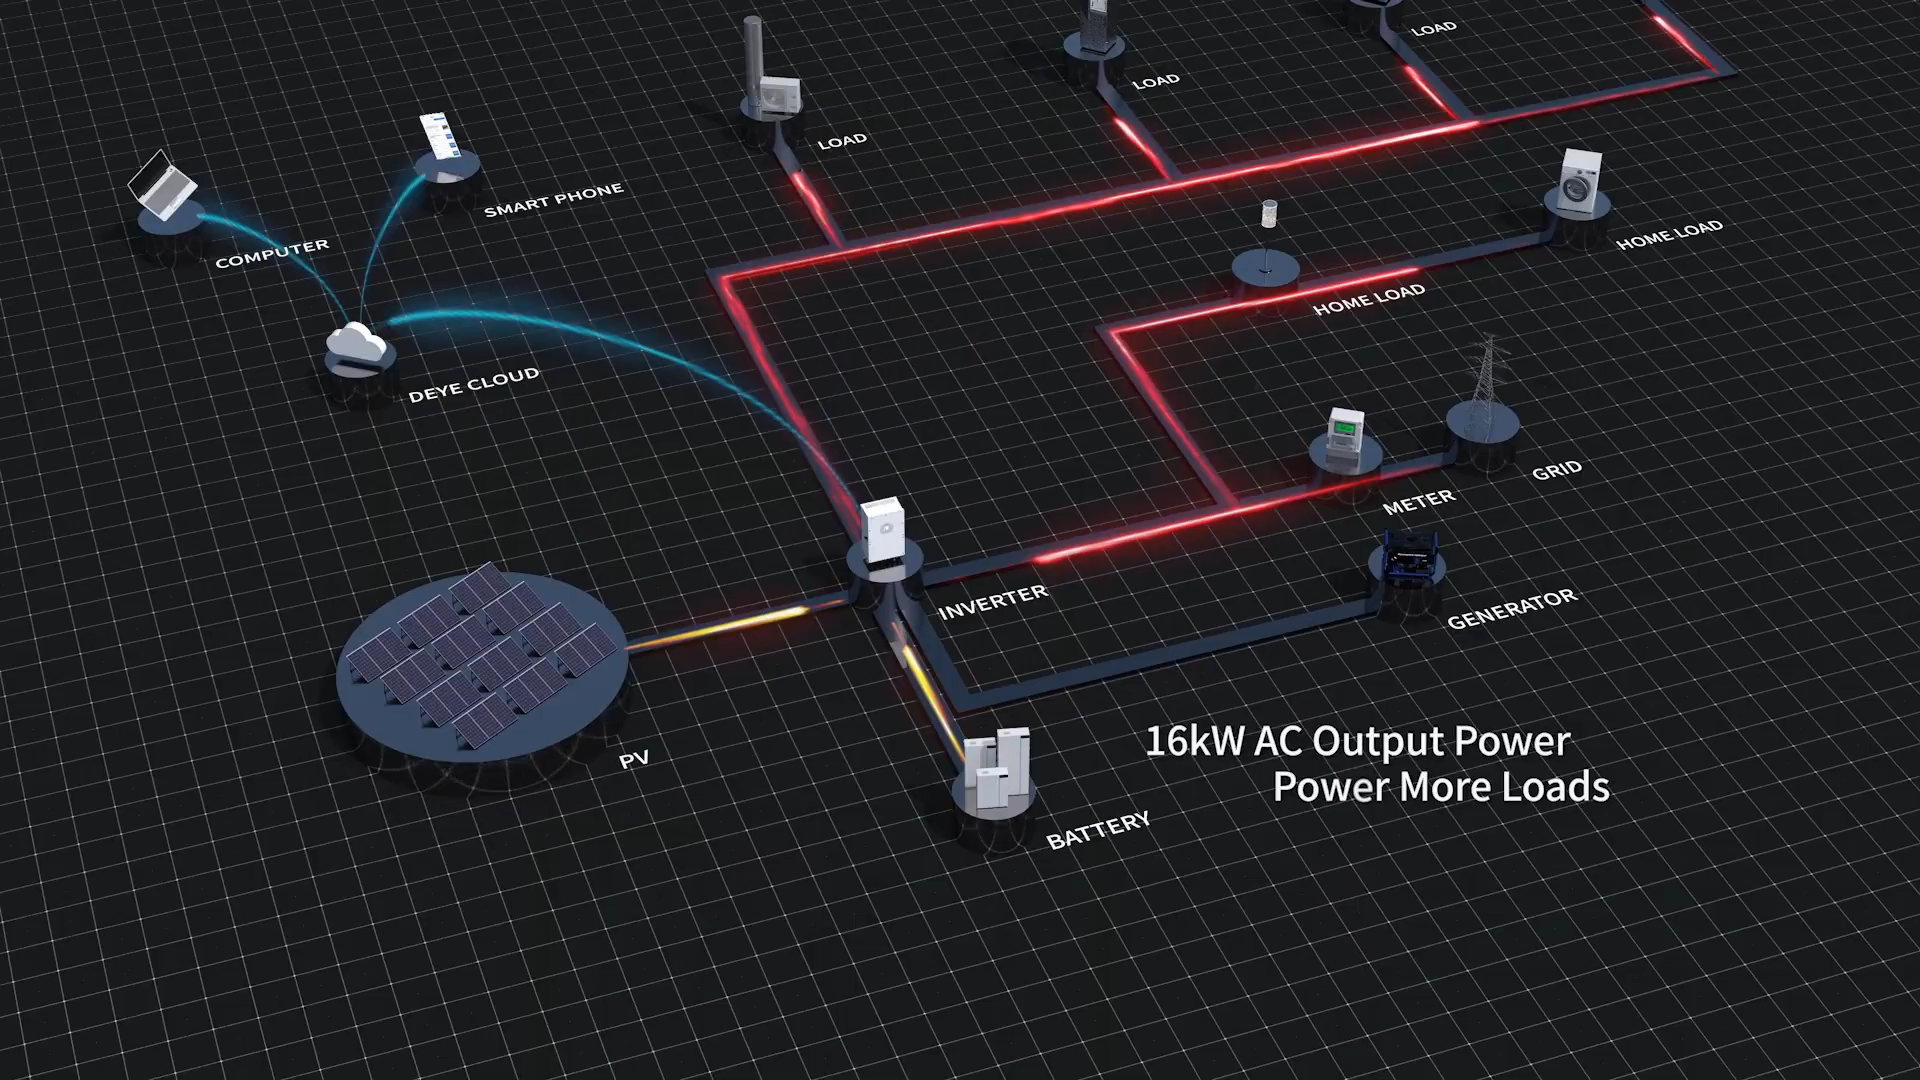 LOAD
LOAD
LOAD
SMART PHONE
COMPUTER
HOME LOAD
HOME LOAD
DEYE CLOUD
GRID
METER
INVERTER
GENERATOR
PV
BATTERY
16kW AC Output Power
Power More Loads